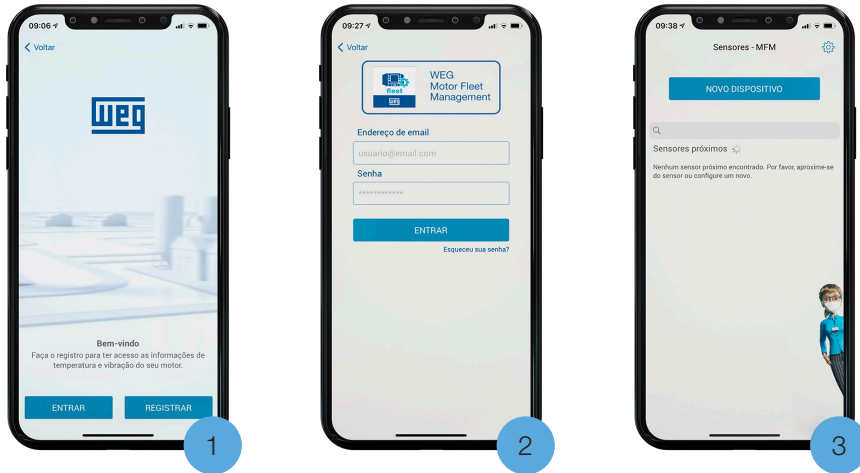 09:06
Voltar
weg
Bem-vindo
Faça o registro para ter acesso as informações de
temperatura e vibração do seu motor.
ENTRAR
REGISTRAR
1
09:27
Voltar
fleet
weg
WEG
Motor Fleet
Management
Endereço de email
usuario@email.com
Senha
************
ENTRAR
Esqueceu sua senha?
2
09:38
Sensores - MFM
NOVO DISPOSITIVO
Sensores próximos
Nenhum sensor próximo encontrado. Por favor, aproxime-se
do sensor ou configure um novo.
3